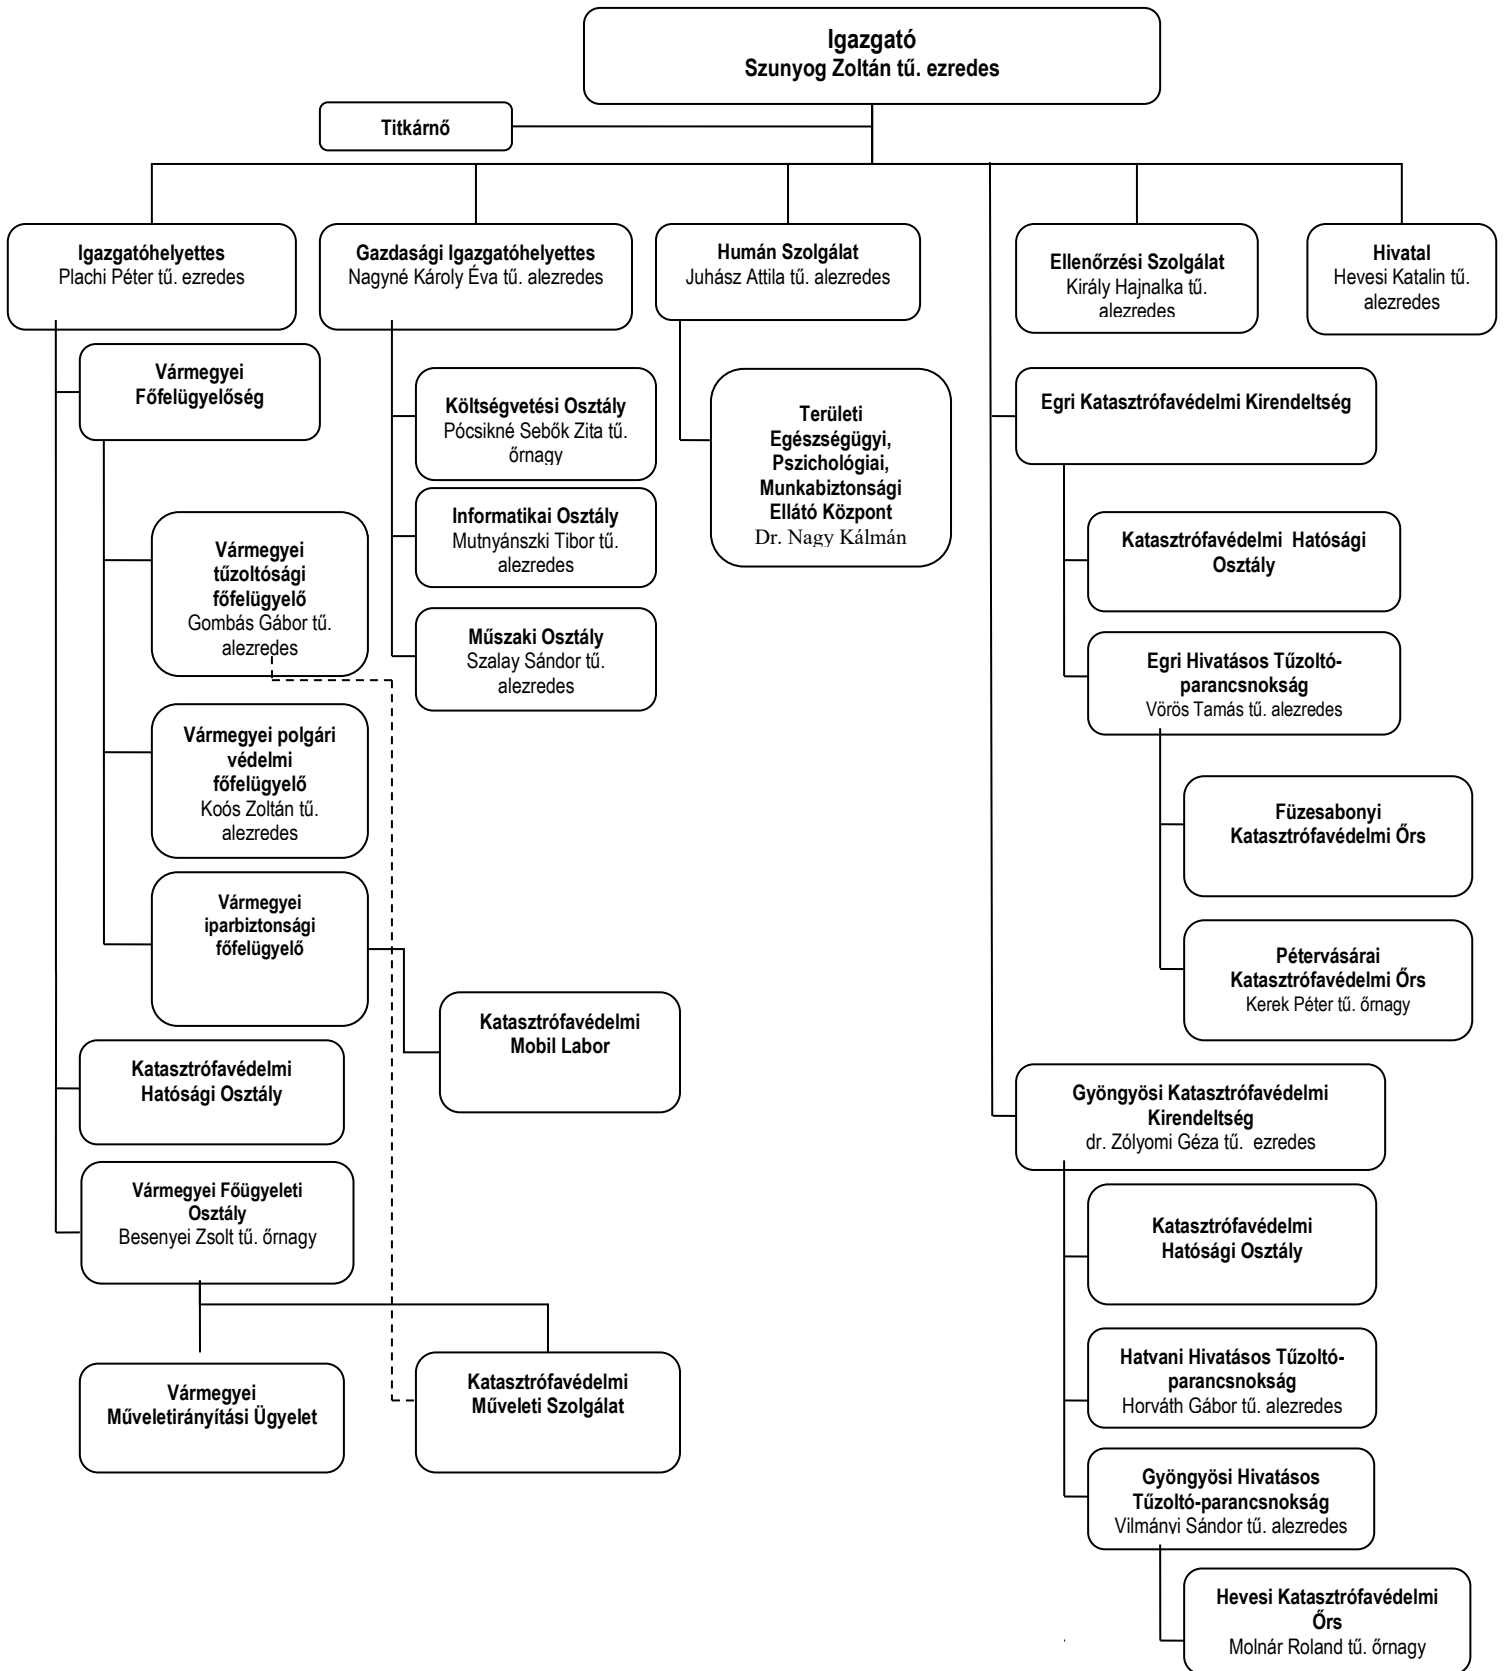 Igazgató
Szunyog Zoltán tű. ezredes
Titkárnő
Igazgatóhelyettes
Plachi Péter tű. ezredes
Gazdasági Igazgatóhelyettes
Nagyné Károly Éva tű. alezredes
Humán Szolgálat
Juhász Attila tű. alezredes
Ellenőrzési Szolgálat
Király Hajnalka tű.
alezredes
Hivatal
Hevesi Katalin tű.
alezredes
Vármegyei
Főfelügyelőség
Vármegyei
tűzoltósági
főfelügyelő
Gombás Gábor tű.
alezredes
Vármegyei polgári
védelmi
főfelügyelő
Koós Zoltán tű.
alezredes
Vármegyei
iparbiztonsági
főfelügyelő
Katasztrófavédelmi
Mobil Labor
Katasztrófavédelmi
Hatósági Osztály
Vármegyei Főügyeleti
Osztály
Besenyei Zsolt tű. őrnagy
Vármegyei
Műveletirányítási Ügyelet
Katasztrófavédelmi
Műveleti Szolgálat
Költségvetési Osztály
Pócsikné Sebők Zita tű.
őrnagy
Informatikai Osztály
Mutnyánszki Tibor tű.
alezredes
Műszaki Osztály
Szalay Sándor tű.
alezredes
Területi
Egészségügyi,
Pszichológiai,
Munkabiztonsági
Ellátó Központ
Dr. Nagy Kálmán
Egri Katasztrófavédelmi Kirendeltség
Katasztrófavédelmi Hatósági
Osztály
Egri Hivatásos Tűzoltó-
parancsnokság
Vörös Tamás tű. alezredes
Füzesabonyi
Katasztrófavédelmi Őrs
Pétervásárai
Katasztrófavédelmi Őrs
Kerek Péter tű. őrnagy
Gyöngyösi Katasztrófavédelmi
Kirendeltség
dr. Zólyomi Géza tű. ezredes
Katasztrófavédelmi
Hatósági Osztály
Hatvani Hivatásos Tűzoltó-
parancsnokság
Horváth Gábor tű. alezredes
Gyöngyösi Hivatásos
Tűzoltó-parancsnokság
Vilmányi Sándor tű. alezredes
Hevesi Katasztrófavédelmi
Őrs
Molnár Roland tű. őrnagy